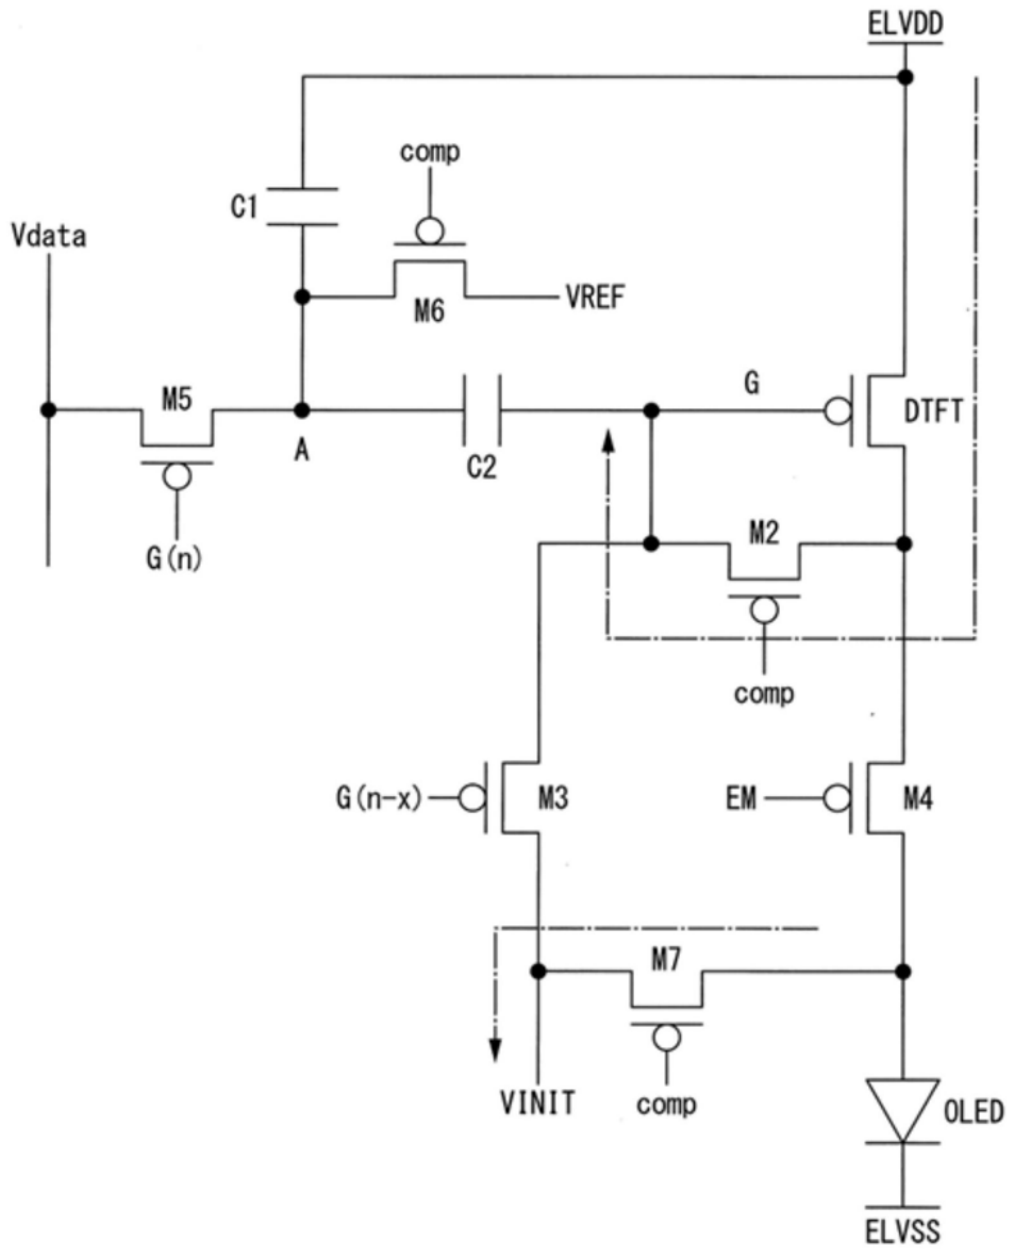 ELVDD
comp
C1
Vdata
M6
VREF
M5
G
DTFT
A
C2
M2
G(n)
comp
G(n-x)
M3
EM
M4
M7
VINIT
comp
OLED
ELVSS